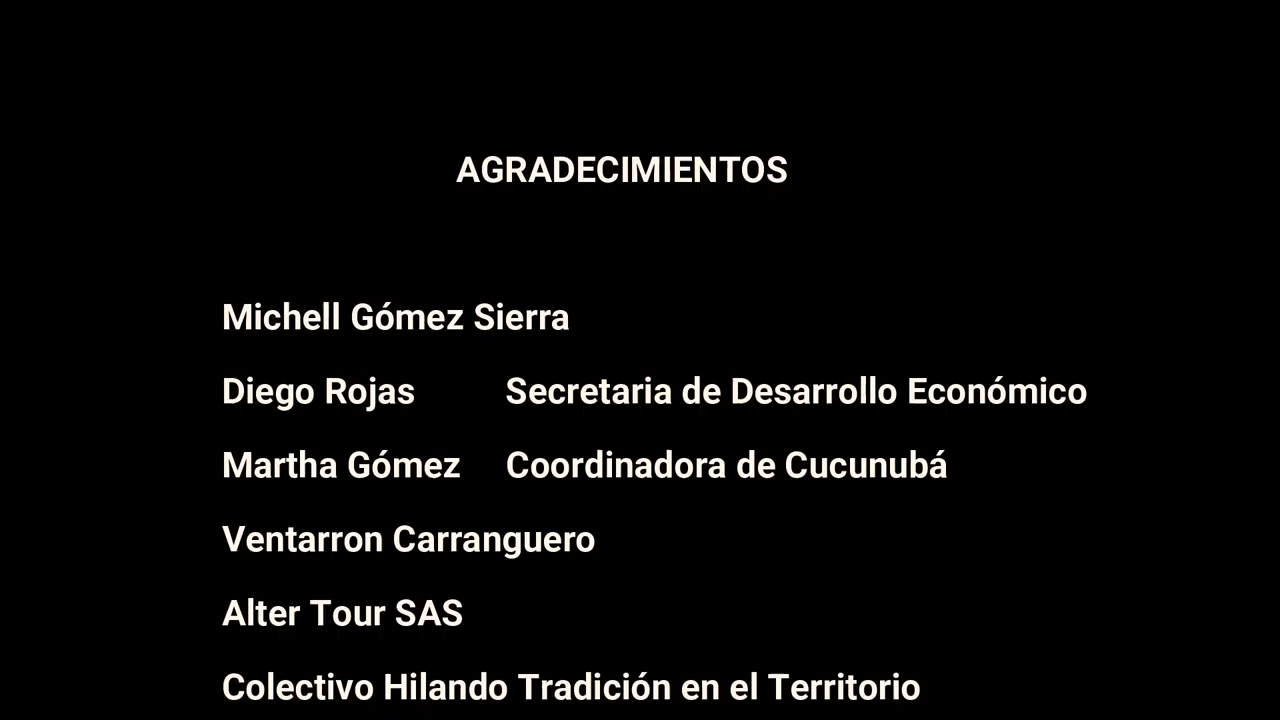 AGRADECIMIENTOS
Michell Gómez Sierra
Diego Rojas Secretaria de Desarrollo Económico
Martha Gómez Coordinadora de Cucunubá
Ventarron Carranguero
Alter Tour SAS
Colectivo Hilando Tradición en el Territorio